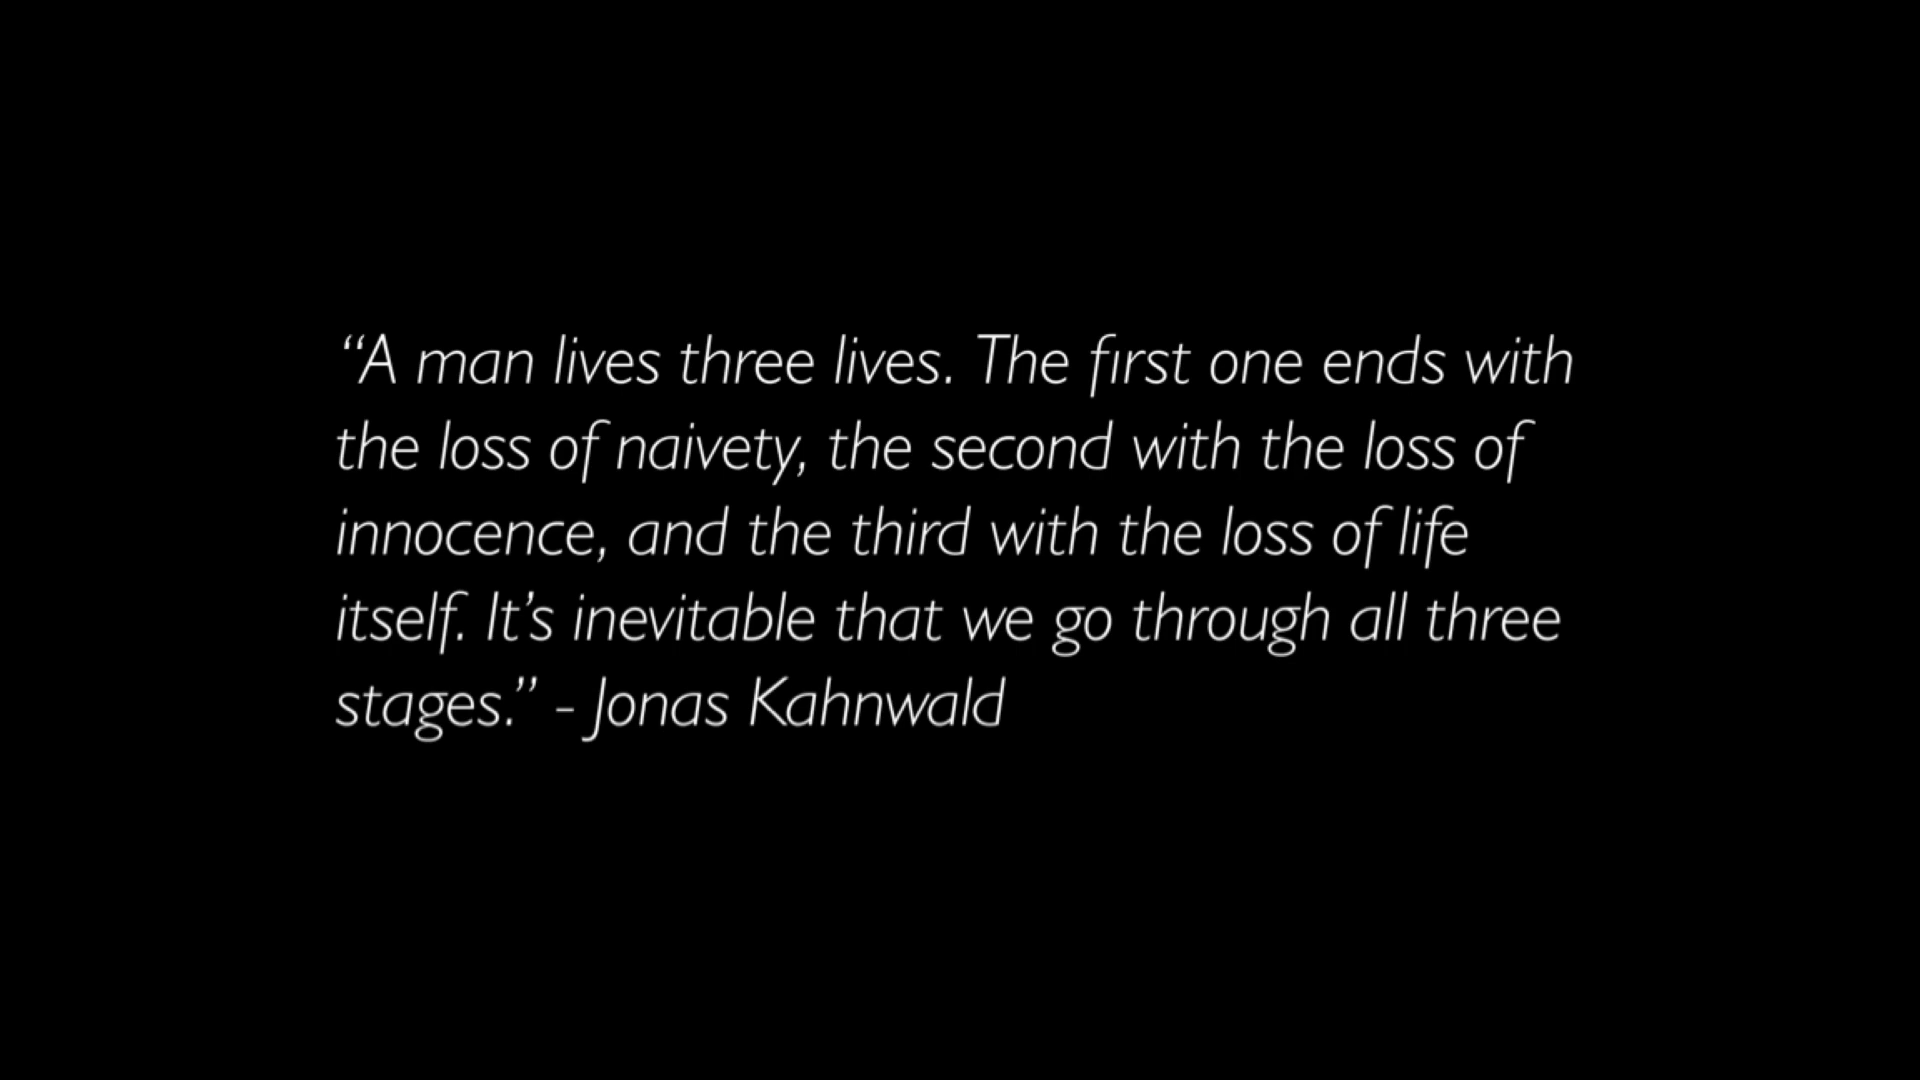 “A man lives three lives. The first one ends with
the loss of naivety, the second with the loss of
innocence, and the third with the loss of life
itself. It’s inevitable that we go through all three
stages.” - Jonas Kahnwald